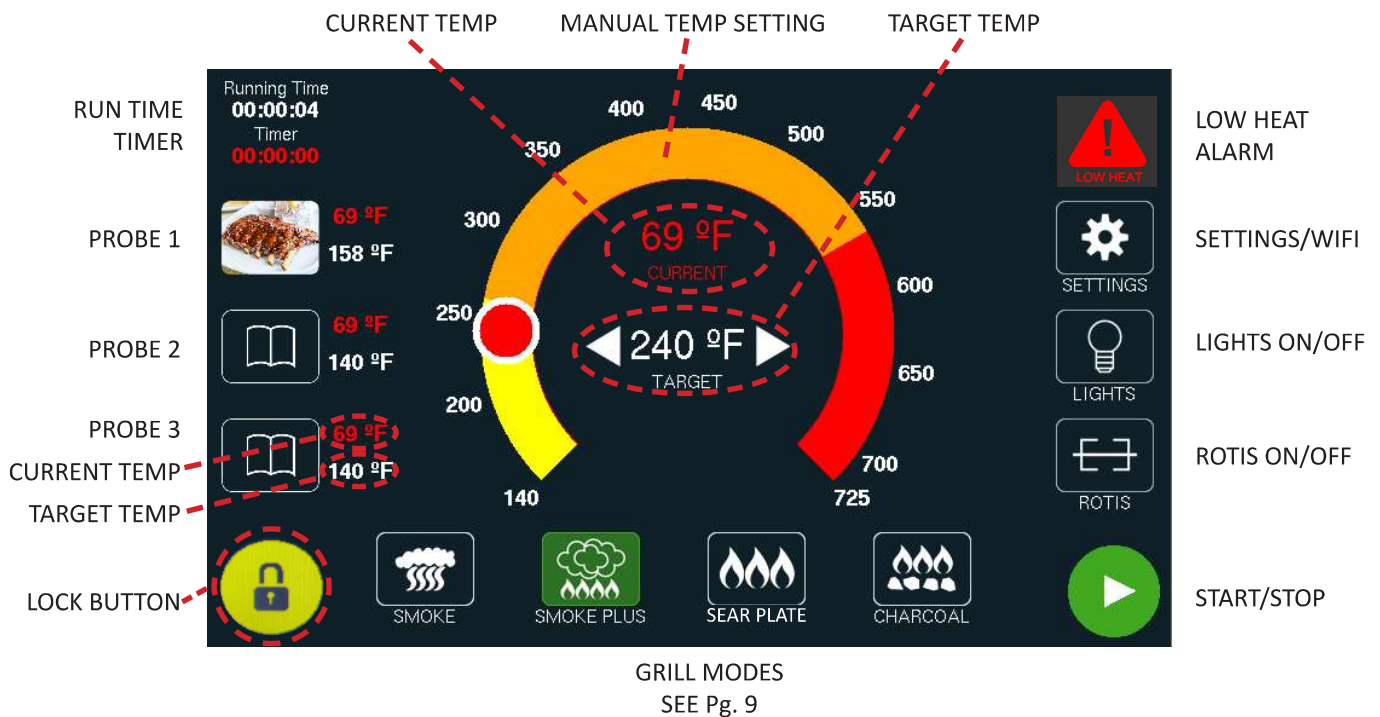 CURRENT TEMP
MANUAL TEMP SETTING
TARGET TEMP
RUN TIME
TIMER
PROBE 1
PROBE 2
PROBE 3
CURRENT TEMP
TARGET TEMP
LOCK BUTTON
Running Time
00:00:04
Timer
00:00:00
69 ºF
158 ºF
69 ºF
140 ºF
69 ºF
140 ºF
140
200
250
300
350
400
450
500
550
600
650
700
725
69 ºF
CURRENT
240 ºF
TARGET
LOW HEAT
SETTINGS
LIGHTS
ROTIS
SMOKE
SMOKE PLUS
SEAR PLATE
CHARCOAL
LOW HEAT
ALARM
SETTINGS/WIFI
LIGHTS ON/OFF
ROTIS ON/OFF
START/STOP
GRILL MODES
SEE Pg. 9